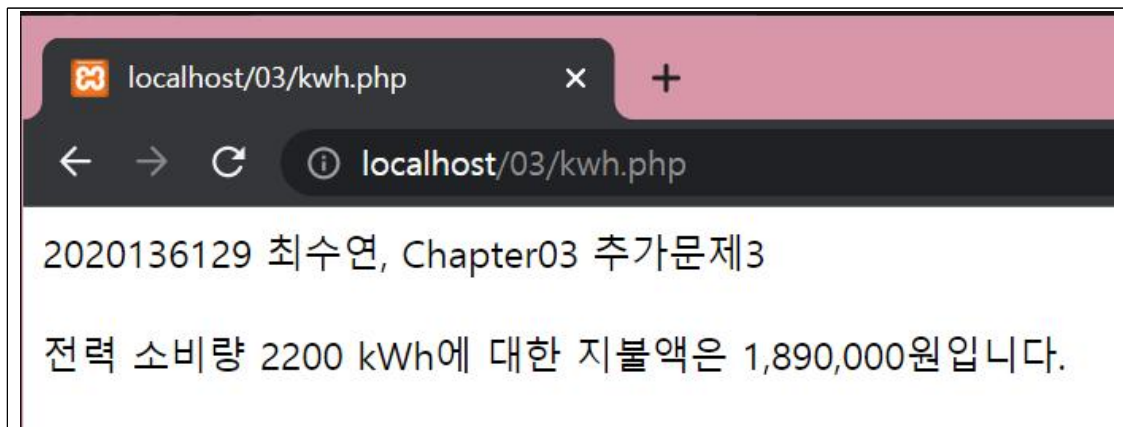 localhost/03/kwh.php
localhost/03/kwh.php
2020136129 최수연, Chapter03 추가문제3
전력 소비량 2200 kWh에 대한 지불액은 1,890,000원입니다.